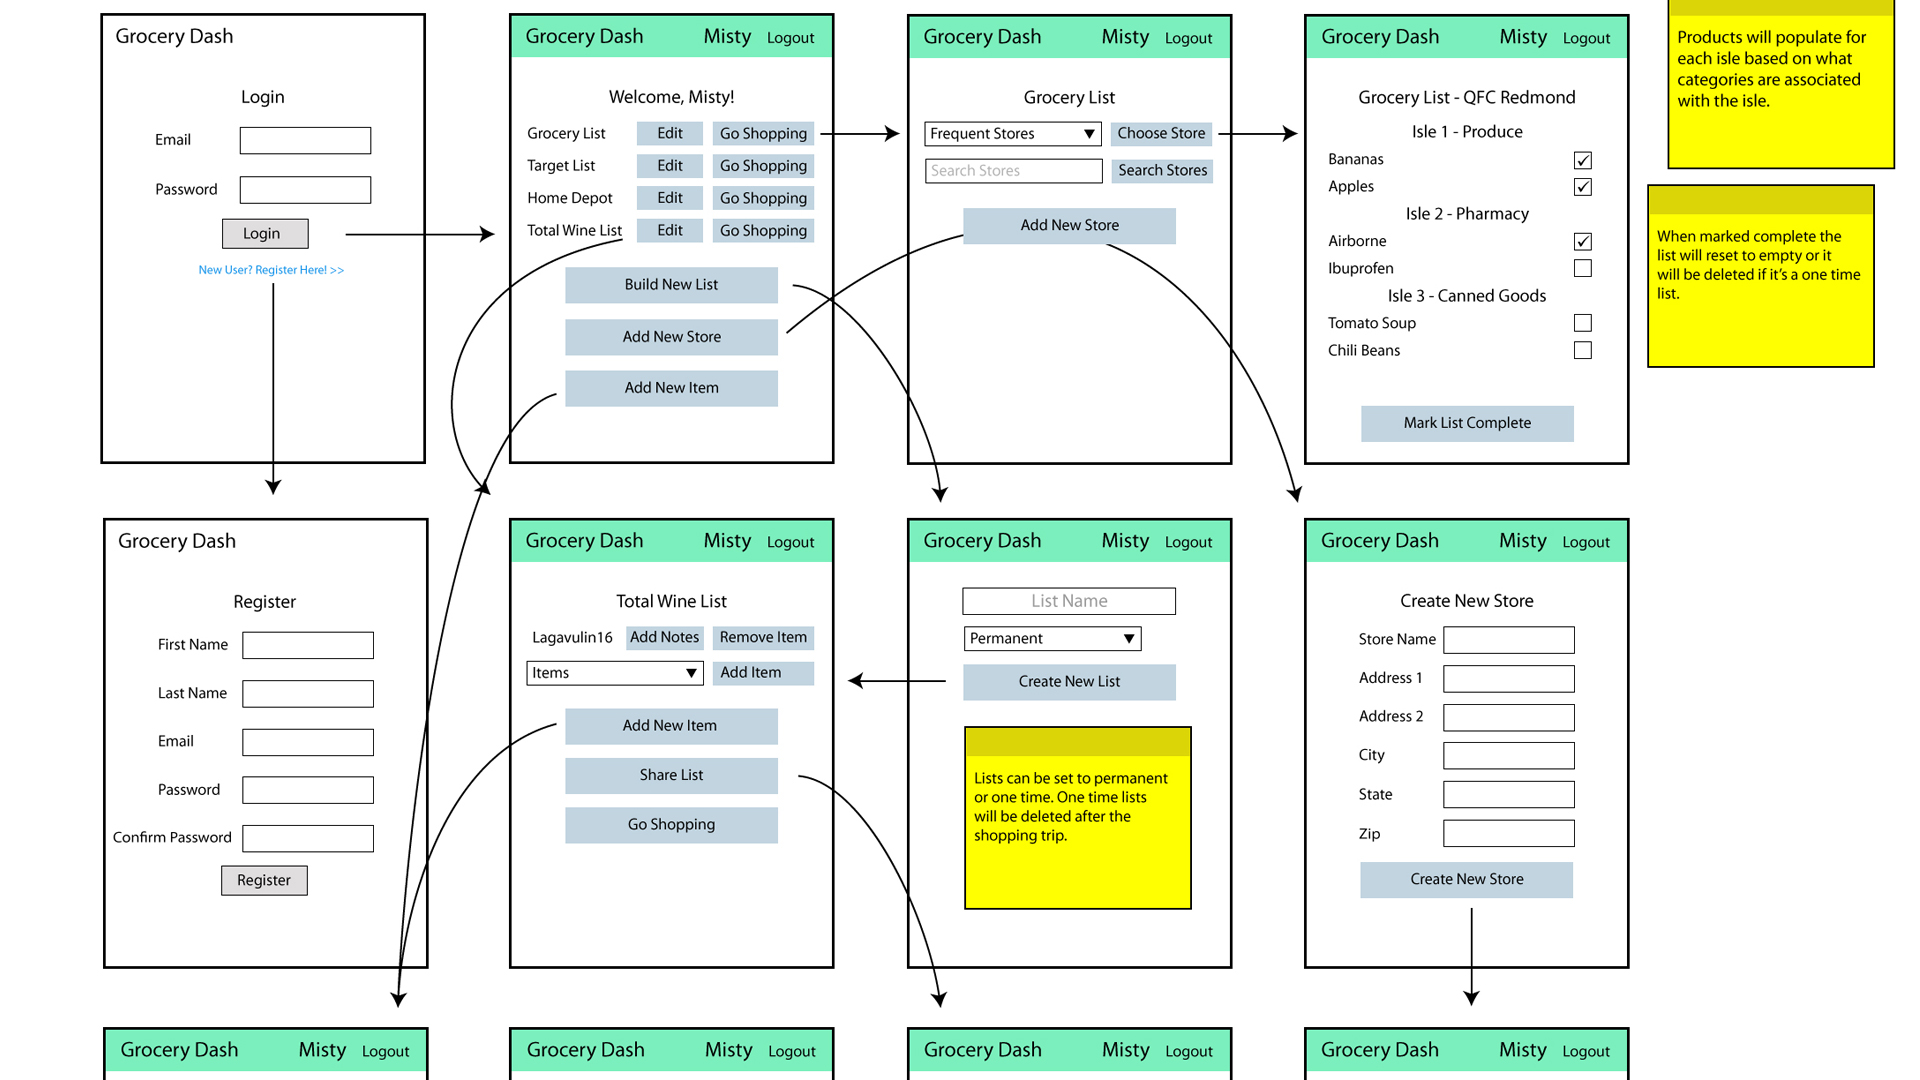 Grocery Dash
Login
Email
Password
Login
New User? Register Here! >>
Grocery Dash Misty Logout
Welcome, Misty!
Grocery List Edit Go Shopping
Target List Edit Go Shopping
Home Depot Edit Go Shopping
Total Wine List Edit Go Shopping
Build New List
Add New Store
Add New Item
Grocery Dash Misty Logout
Grocery List
Frequent Stores Choose Store
Search Stores Search Stores
Add New Store
Grocery Dash Misty Logout
Grocery List - QFC Redmond
Isle 1 - Produce
Bananas
Apples
Isle 2 - Pharmacy
Airborne
Ibuprofen
Isle 3 - Canned Goods
Tomato Soup
Chili Beans
Mark List Complete
Products will populate for
each isle based on what
categories are associated
with the isle.
When marked complete the
list will reset to empty or it
will be deleted if it's a one time
list.
Grocery Dash
Register
First Name
Last Name
Email
Password
Confirm Password
Register
Grocery Dash Misty Logout
Total Wine List
Lagavulin16 Add Notes Remove Item
Items Add Item
Add New Item
Share List
Go Shopping
Grocery Dash Misty Logout
List Name
Permanent
Create New List
Lists can be set to permanent
or one time. One time lists
will be deleted after the
shopping trip.
Grocery Dash Misty Logout
Create New Store
Store Name
Address 1
Address 2
City
State
Zip
Create New Store
Grocery Dash Misty Logout
Grocery Dash Misty Logout
Grocery Dash Misty Logout
Grocery Dash Misty Logout